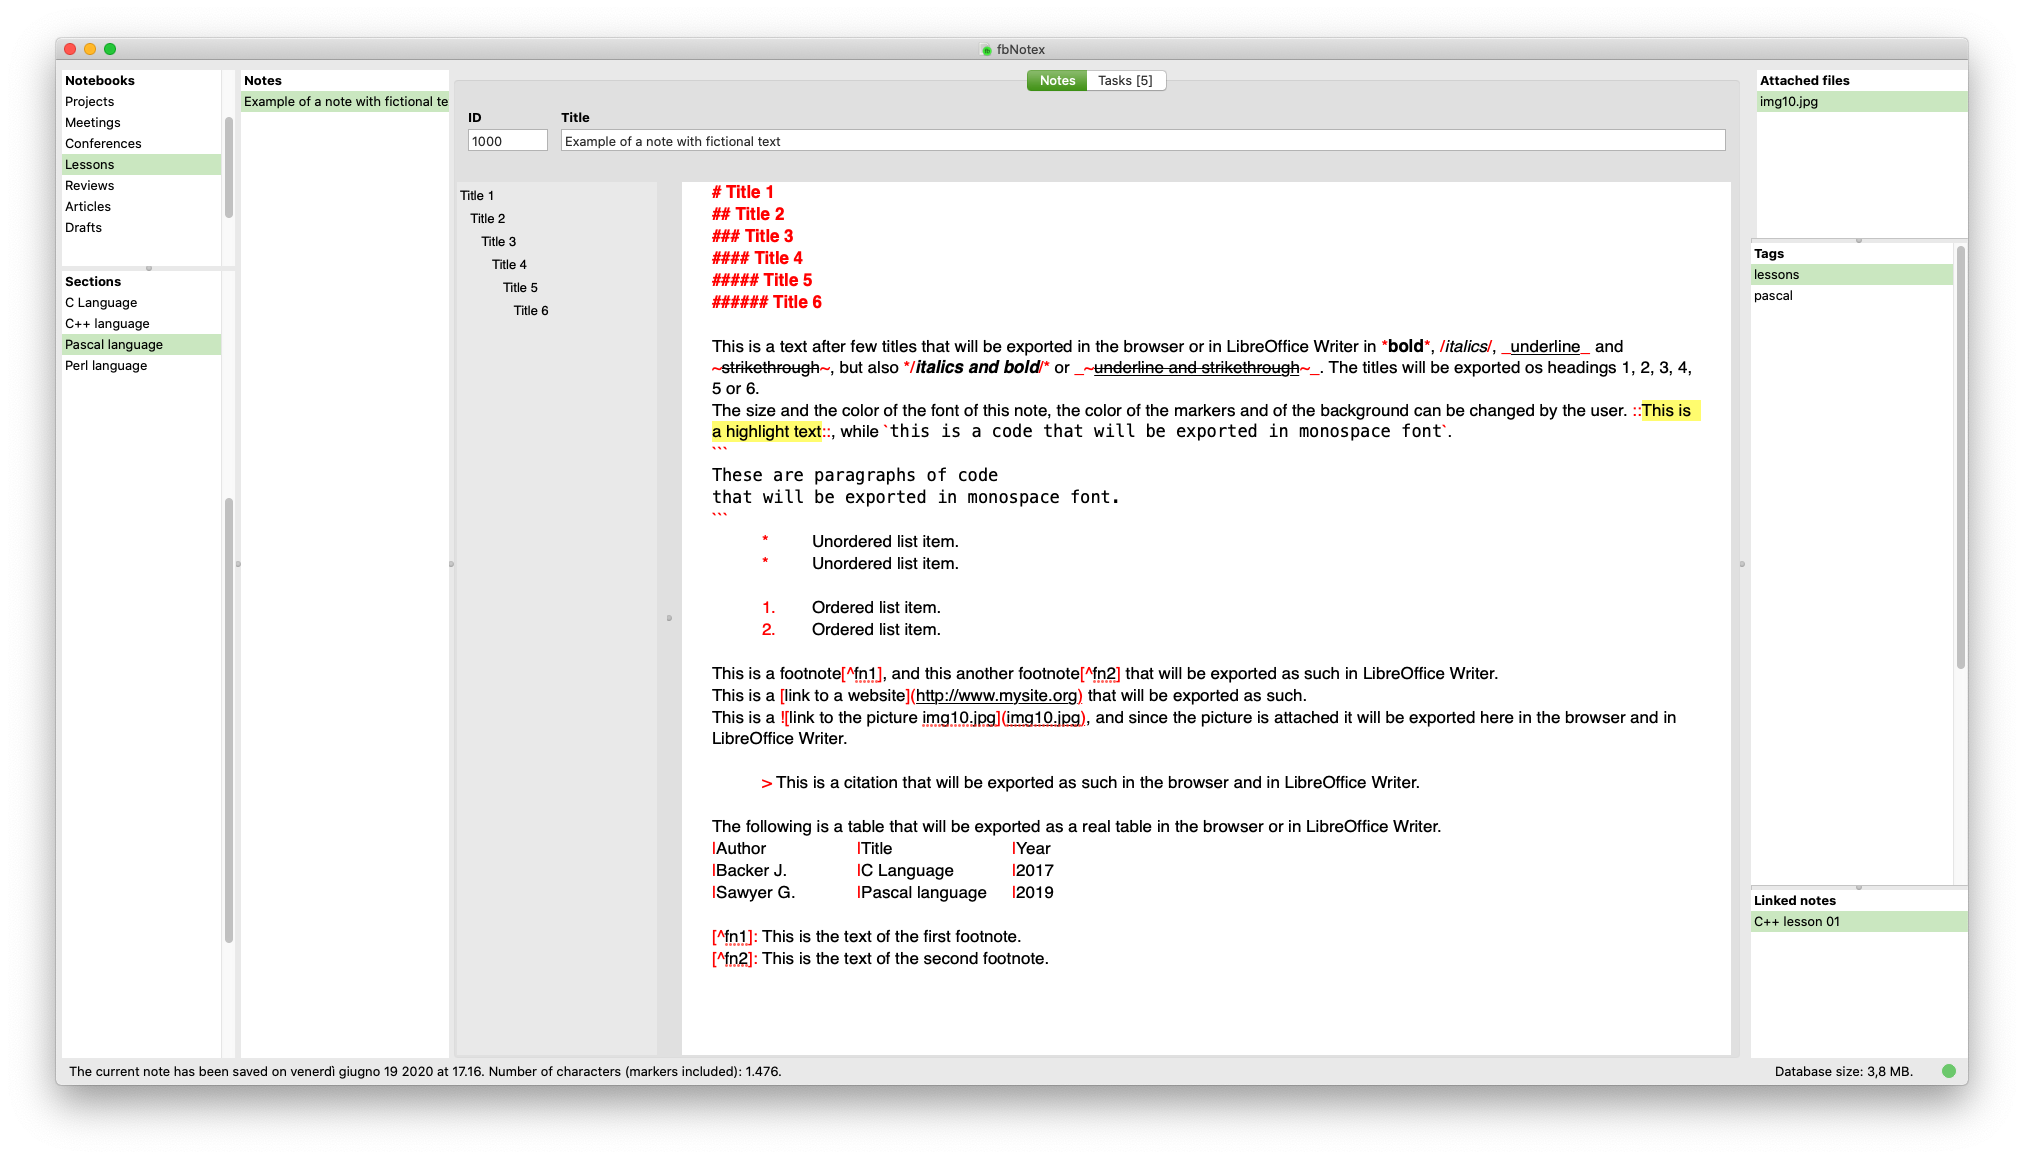 fbNotex
Notebooks
Projects
Meetings
Conferences
Lessons
Reviews
Articles
Drafts
Sections
C Language
C++ language
Pascal language
Perl language
Notes
Example of a note with fictional te
Notes
Tasks [5]
ID
Title
1000
Example of a note with fictional text
Title 1
Title 2
Title 3
Title 4
Title 5
Title 6
# Title 1
## Title 2
### Title 3
#### Title 4
##### Title 5
###### Title 6
This is a text after few titles that will be exported in the browser or in LibreOffice Writer in *bold*, /italics/, _underline_ and
~strikethrough~, but also */italics and bold/* or _~underline and strikethrough~_. The titles will be exported os headings 1, 2, 3, 4,
5 or 6.
The size and the color of the font of this note, the color of the markers and of the background can be changed by the user. ::This is
a highlight text::, while `this is a code that will be exported in monospace font`.
```
These are paragraphs of code
that will be exported in monospace font.
```
* Unordered list item.
* Unordered list item.
1. Ordered list item.
2. Ordered list item.
This is a footnote[^fn1], and this another footnote[^fn2] that will be exported as such in LibreOffice Writer.
This is a [link to a website](http://www.mysite.org) that will be exported as such.
This is a ![link to the picture img10.jpg](img10.jpg), and since the picture is attached it will be exported here in the browser and in
LibreOffice Writer.
> This is a citation that will be exported as such in the browser and in LibreOffice Writer.
The following is a table that will be exported as a real table in the browser or in LibreOffice Writer.
|Author |Title |Year
|Backer J. |C Language |2017
|Sawyer G. |Pascal language |2019
[^fn1]: This is the text of the first footnote.
[^fn2]: This is the text of the second footnote.
Attached files
img10.jpg
Tags
lessons
pascal
Linked notes
C++ lesson 01
The current note has been saved on venerdì giugno 19 2020 at 17.16. Number of characters (markers included): 1.476.
Database size: 3,8 MB.